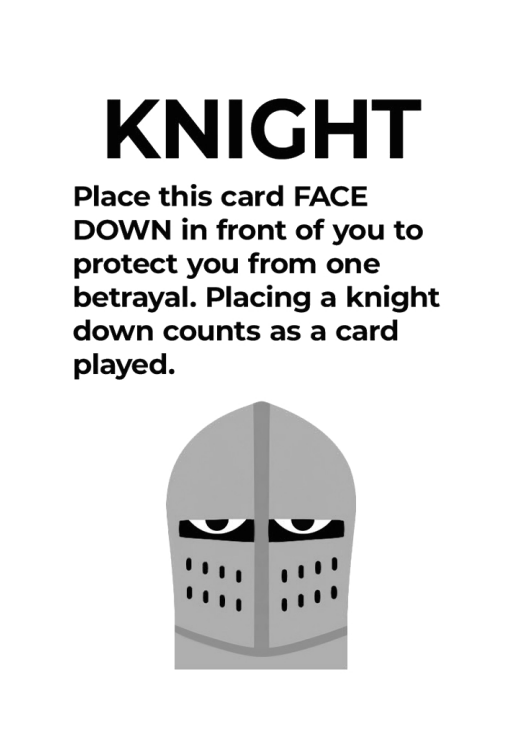 KNIGHT
Place this card FACE
DOWN in front of you to
protect you from one
betrayal. Placing a knight
down counts as a card
played.